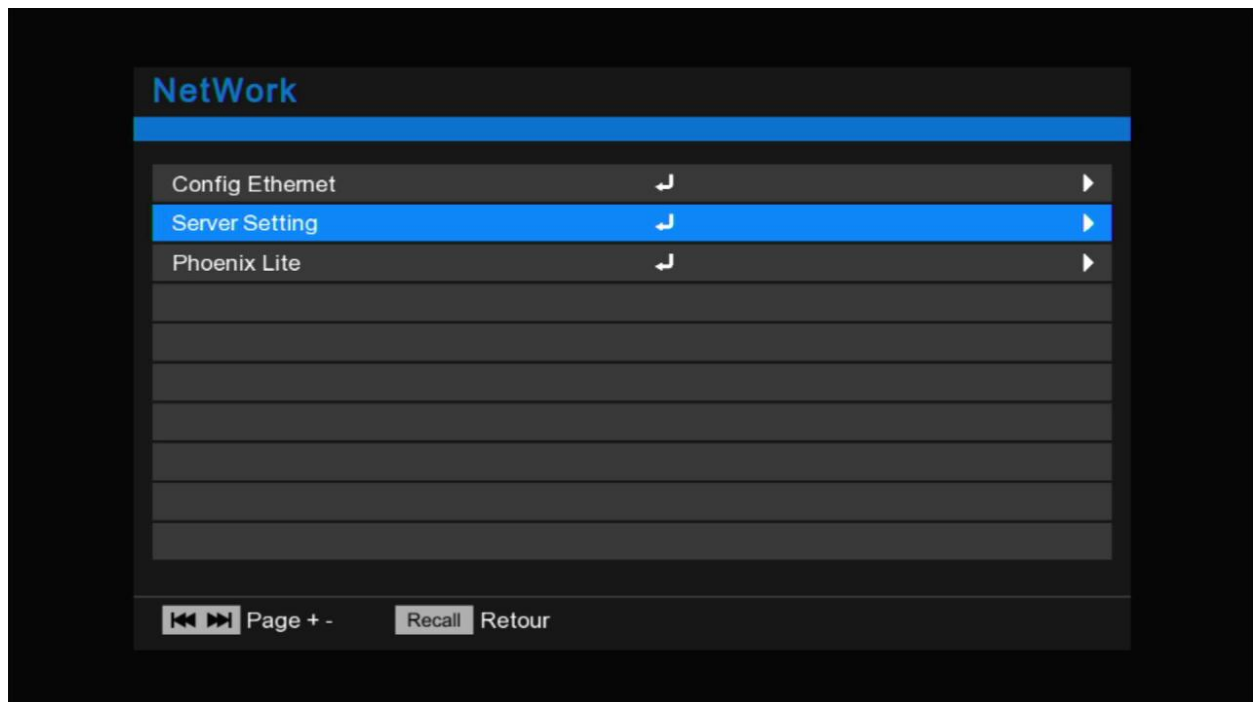 NetWork
Config Ethernet
Server Setting
Phoenix Lite
Page + - Recall Retour